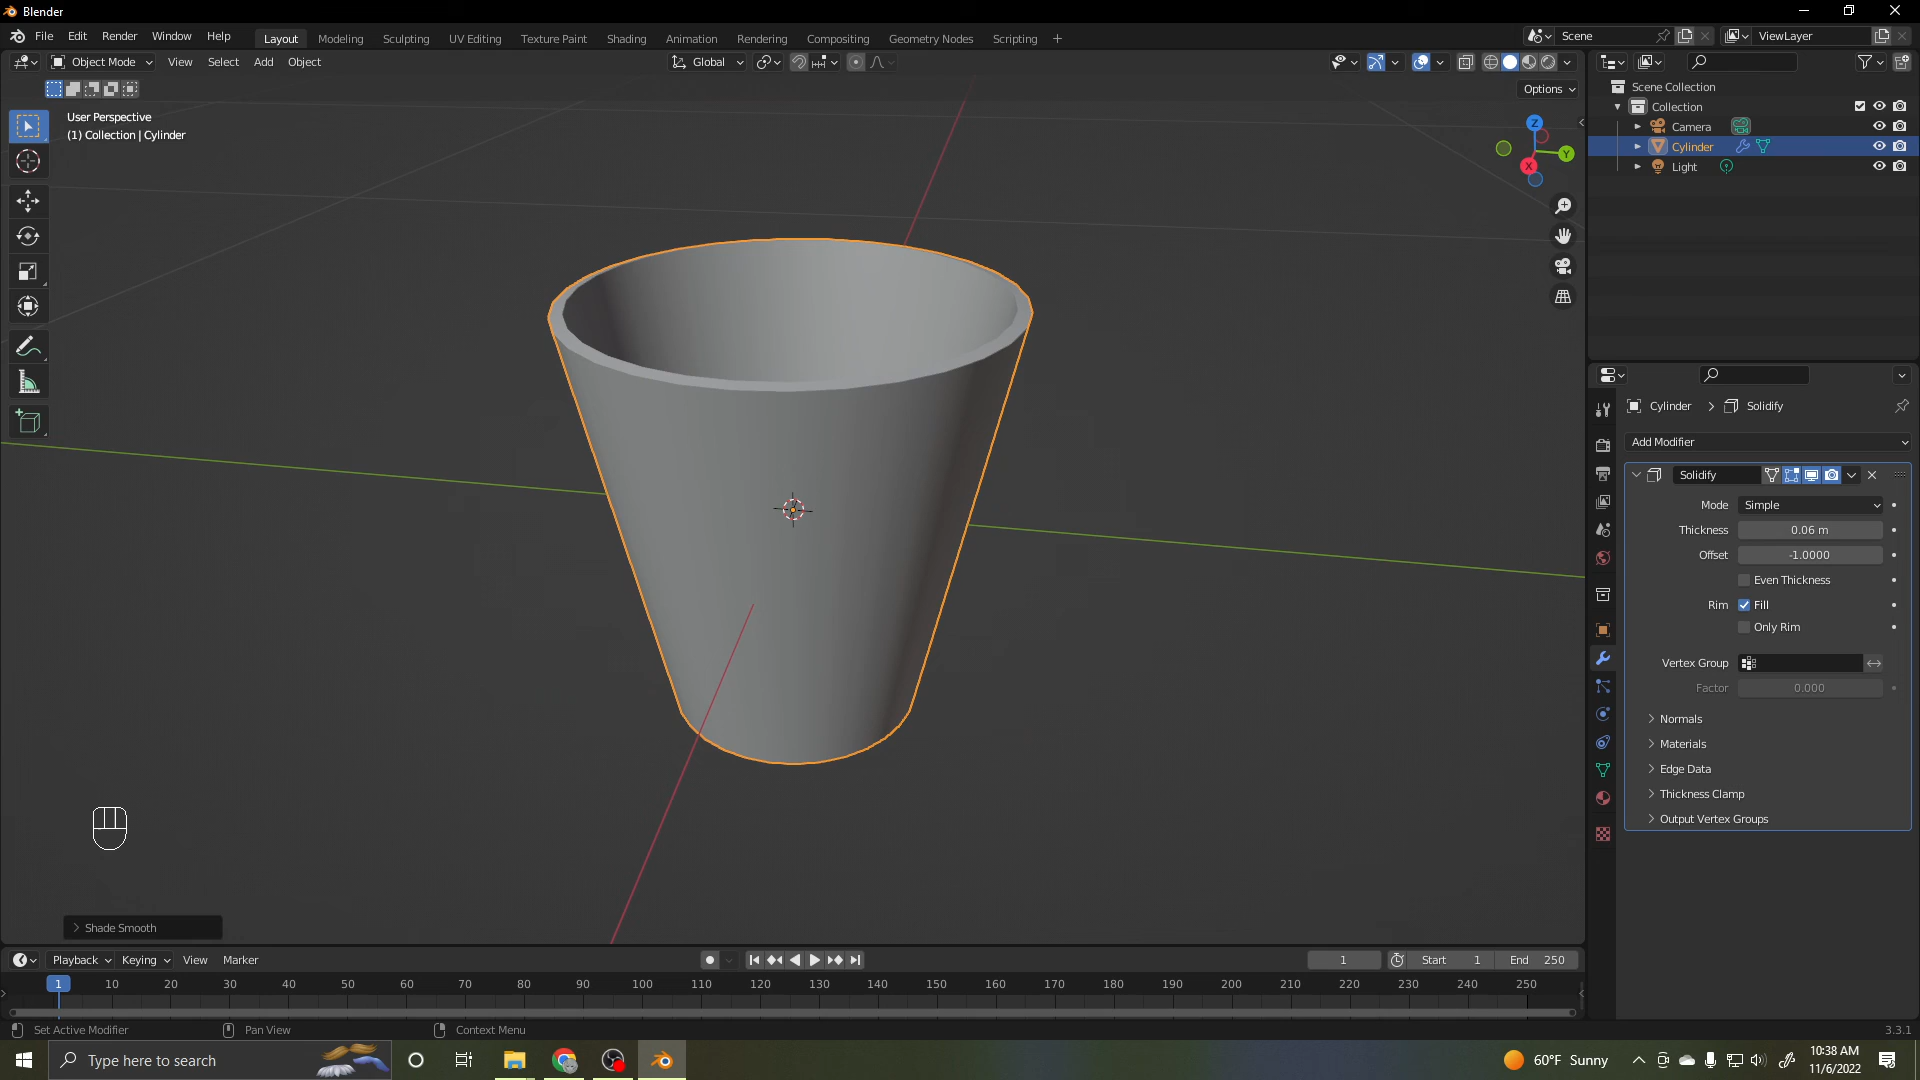 Blender
File Edit Render Window Help Layout Modeling Sculpting UV Editing Texture Paint Shading Animation Rendering Compositing Geometry Nodes Scripting + Scene ViewLayer
Object Mode View Select Add Object Global
Options
User Perspective
(1) Collection | Cylinder
Z
Y
X
Scene Collection
Collection
Camera
Cylinder
Light
Cylinder > Solidify
Add Modifier
Solidify
Mode Simple
Thickness 0.06 m
Offset -1.0000
Even Thickness
Rim Fill
Only Rim
Vertex Group
Factor 0.000
Normals
Materials
Edge Data
Thickness Clamp
Output Vertex Groups
Shade Smooth
Playback Keying View Marker 1 Start 1 End 250
1 10 20 30 40 50 60 70 80 90 100 110 120 130 140 150 160 170 180 190 200 210 220 230 240 250
Set Active Modifier Pan View Context Menu 3.3.1
Type here to search 60°F Sunny 10:38 AM
11/6/2022